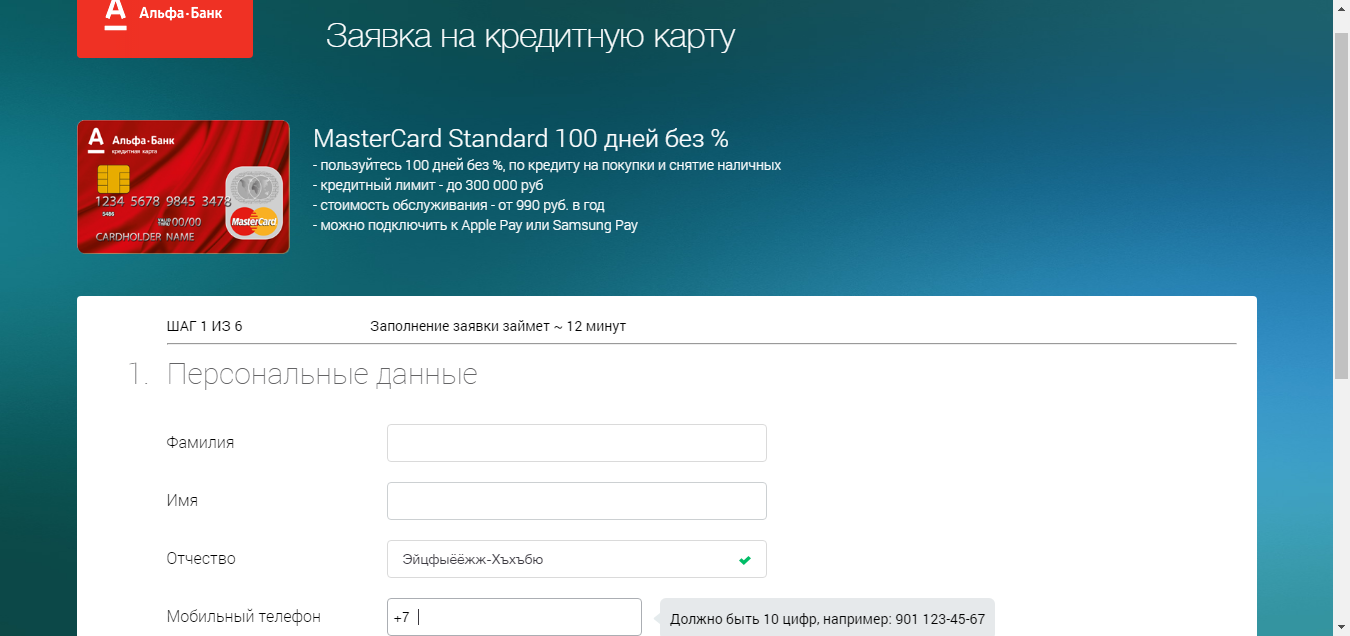 Альфа·Банк
Заявка на кредитную карту
Альфа·Банк
кредитная карта
1234 5678 9845 3478
5486
00/00
MasterCard
CARDHOLDER NAME
MasterCard Standard 100 дней без %
- пользуйтесь 100 дней без %, по кредиту на покупки и снятие наличных
- кредитный лимит - до 300 000 руб
- стоимость обслуживания - от 990 руб. в год
- можно подключить к Apple Pay или Samsung Pay
ШАГ 1 ИЗ 6
Заполнение заявки займет ~ 12 минут
1. Персональные данные
Фамилия
Имя
Отчество
Эйцфыёёжж-Хъхъбю
Мобильный телефон
+7
Должно быть 10 цифр, например: 901 123-45-67